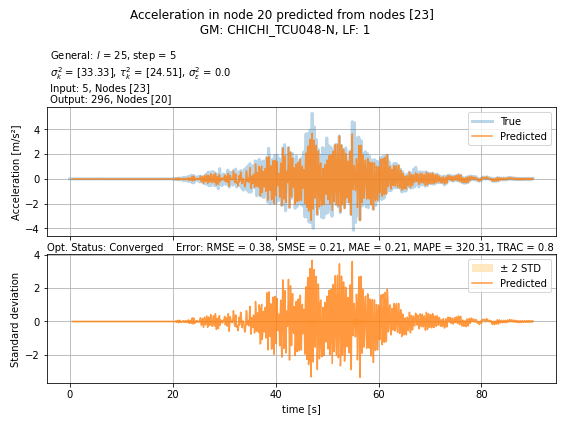 Acceleration in node 20 predicted from nodes [23]
GM: CHICHI_TCU048-N, LF: 1
General: l = 25, step = 5
σ²ₖ = [33.33], τ²ₖ = [24.51], σ²ε = 0.0
Input: 5, Nodes [23]
Output: 296, Nodes [20]
Acceleration [m/s²]
4
2
0
−2
−4
True
Predicted
Opt. Status: Converged
Error: RMSE = 0.38, SMSE = 0.21, MAE = 0.21, MAPE = 320.31, TRAC = 0.8
Standard deviation
4
2
0
−2
± 2 STD
Predicted
0
20
40
60
80
time [s]